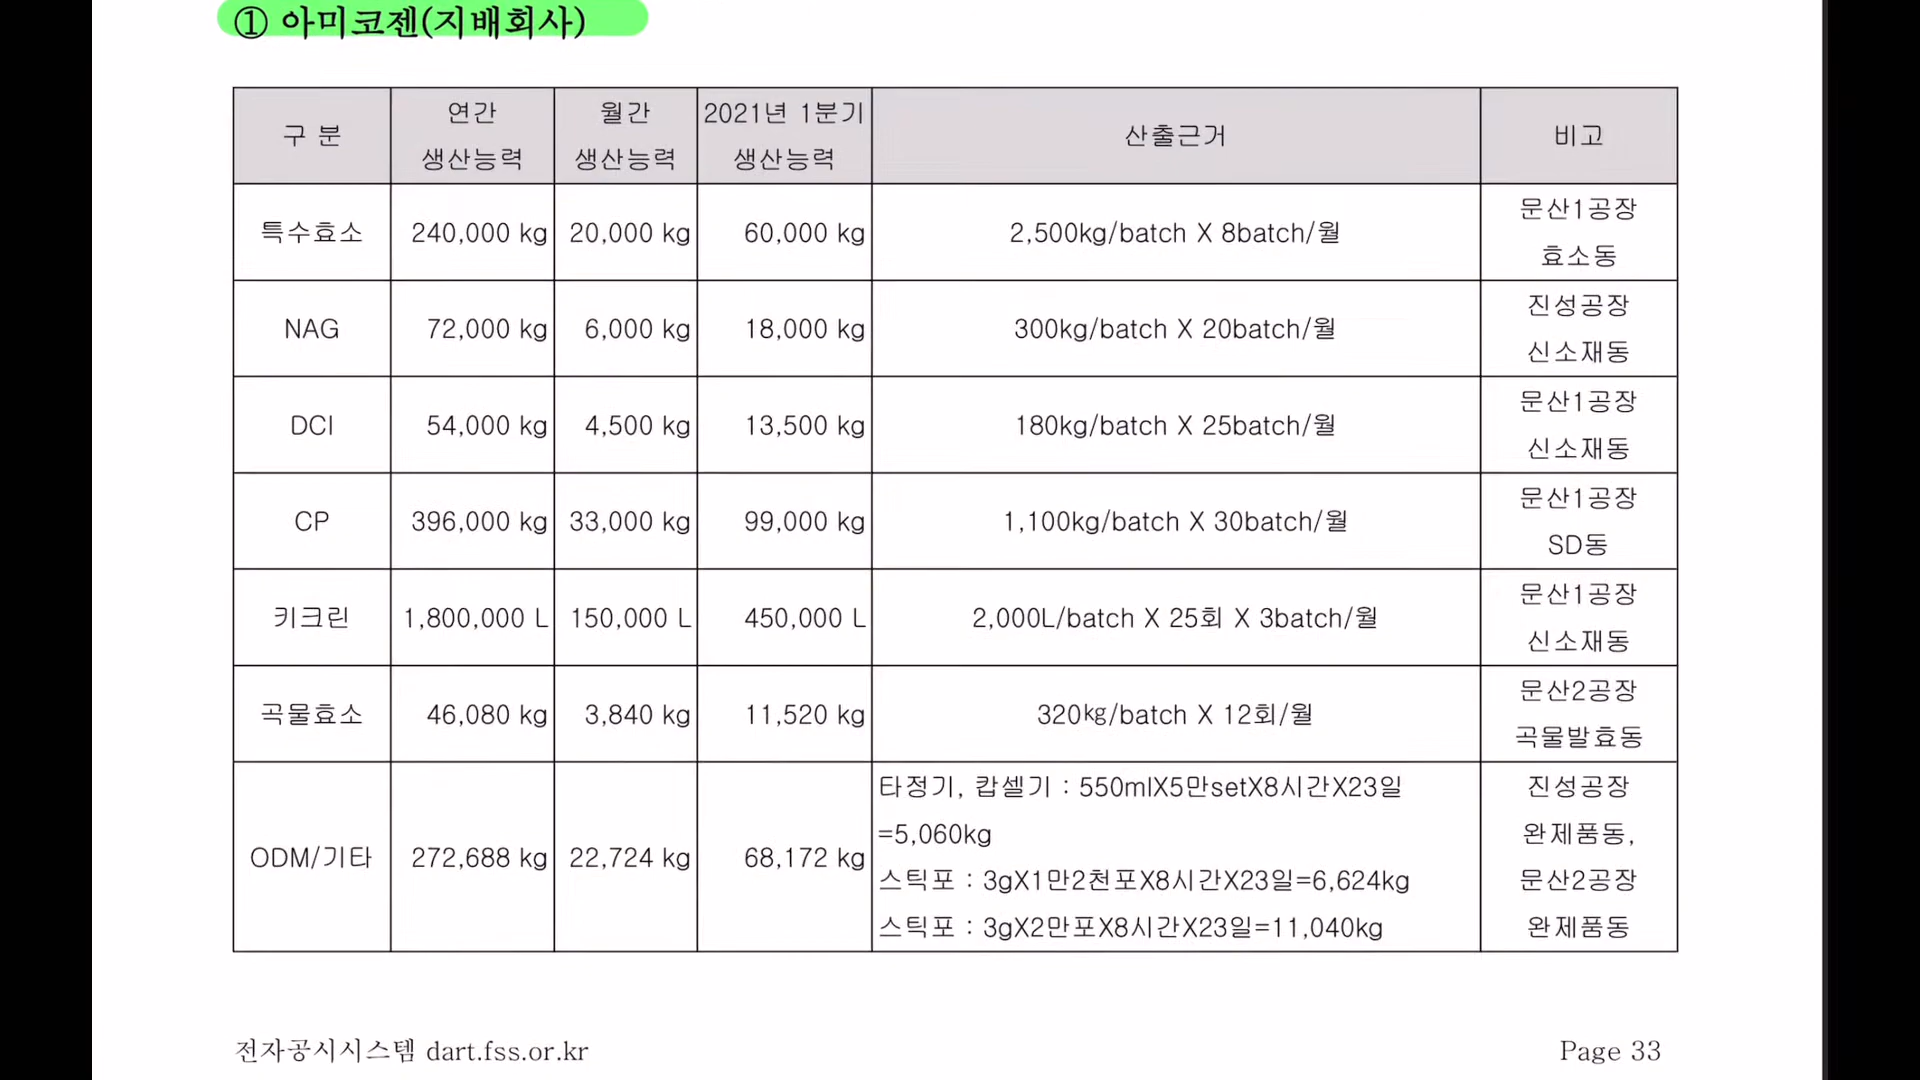 ① 아미코젠(지배회사)
구 분 연간 생산능력 월간 생산능력 2021년 1분기 생산능력 산출근거 비고
특수효소 240,000 kg 20,000 kg 60,000 kg 2,500kg/batch X 8batch/월 문산1공장 효소동
NAG 72,000 kg 6,000 kg 18,000 kg 300kg/batch X 20batch/월 진성공장 신소재동
DCI 54,000 kg 4,500 kg 13,500 kg 180kg/batch X 25batch/월 문산1공장 신소재동
CP 396,000 kg 33,000 kg 99,000 kg 1,100kg/batch X 30batch/월 문산1공장 SD동
키크린 1,800,000 L 150,000 L 450,000 L 2,000L/batch X 25회 X 3batch/월 문산1공장 신소재동
곡물효소 46,080 kg 3,840 kg 11,520 kg 320㎏/batch X 12회/월 문산2공장 곡물발효동
ODM/기타 272,688 kg 22,724 kg 68,172 kg
타정기, 캅셀기 : 550mlX5만setX8시간X23일
=5,060kg
스틱포 : 3gX1만2천포X8시간X23일=6,624kg
스틱포 : 3gX2만포X8시간X23일=11,040kg
진성공장
완제품동,
문산2공장
완제품동
전자공시시스템 dart.fss.or.kr Page 33